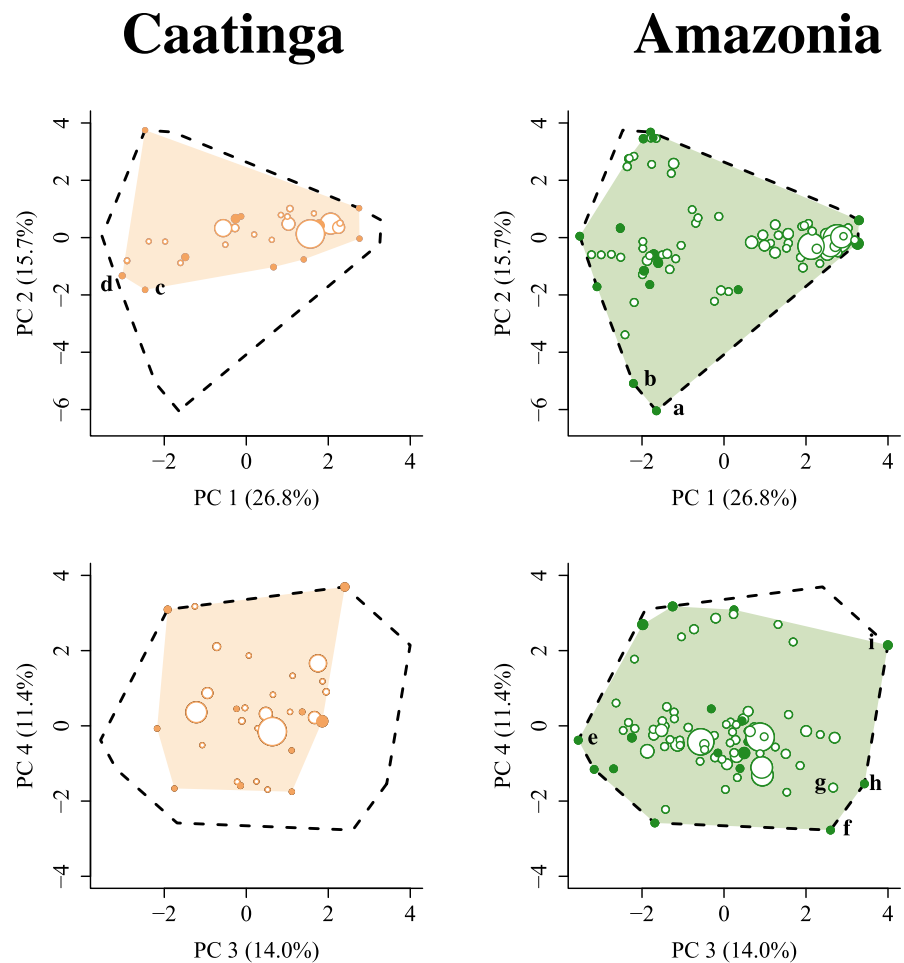 Caatinga Amazonia
4 4
2 2
0 0
−2 −2
−4 −4
−6 −6
PC 2 (15.7%) PC 2 (15.7%)
d c b a
−2 0 2 4 −2 0 2 4
PC 1 (26.8%) PC 1 (26.8%)
4 4
2 2
0 0
−2 −2
−4 −4
PC 4 (11.4%) PC 4 (11.4%)
i
e
g h
f
−2 0 2 4 −2 0 2 4
PC 3 (14.0%) PC 3 (14.0%)